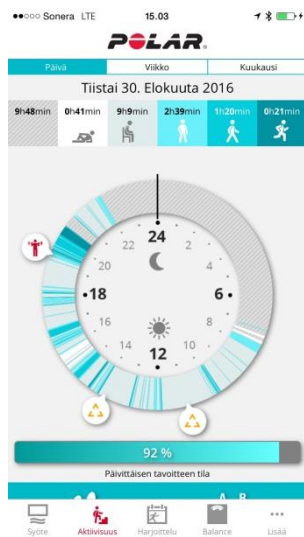 Sonera LTE 15.03
POLAR.
Päivä Viikko Kuukausi
Tiistai 30. Elokuuta 2016
9h48min 0h41min 9h9min 2h39min 1h20min 0h21min
24
22 2
20 4
18 6
16 8
14 10
12
92 %
Päivittäisen tavoitteen tila
A B
Syöte Aktiivisuus Harjoittelu Balance Lisää